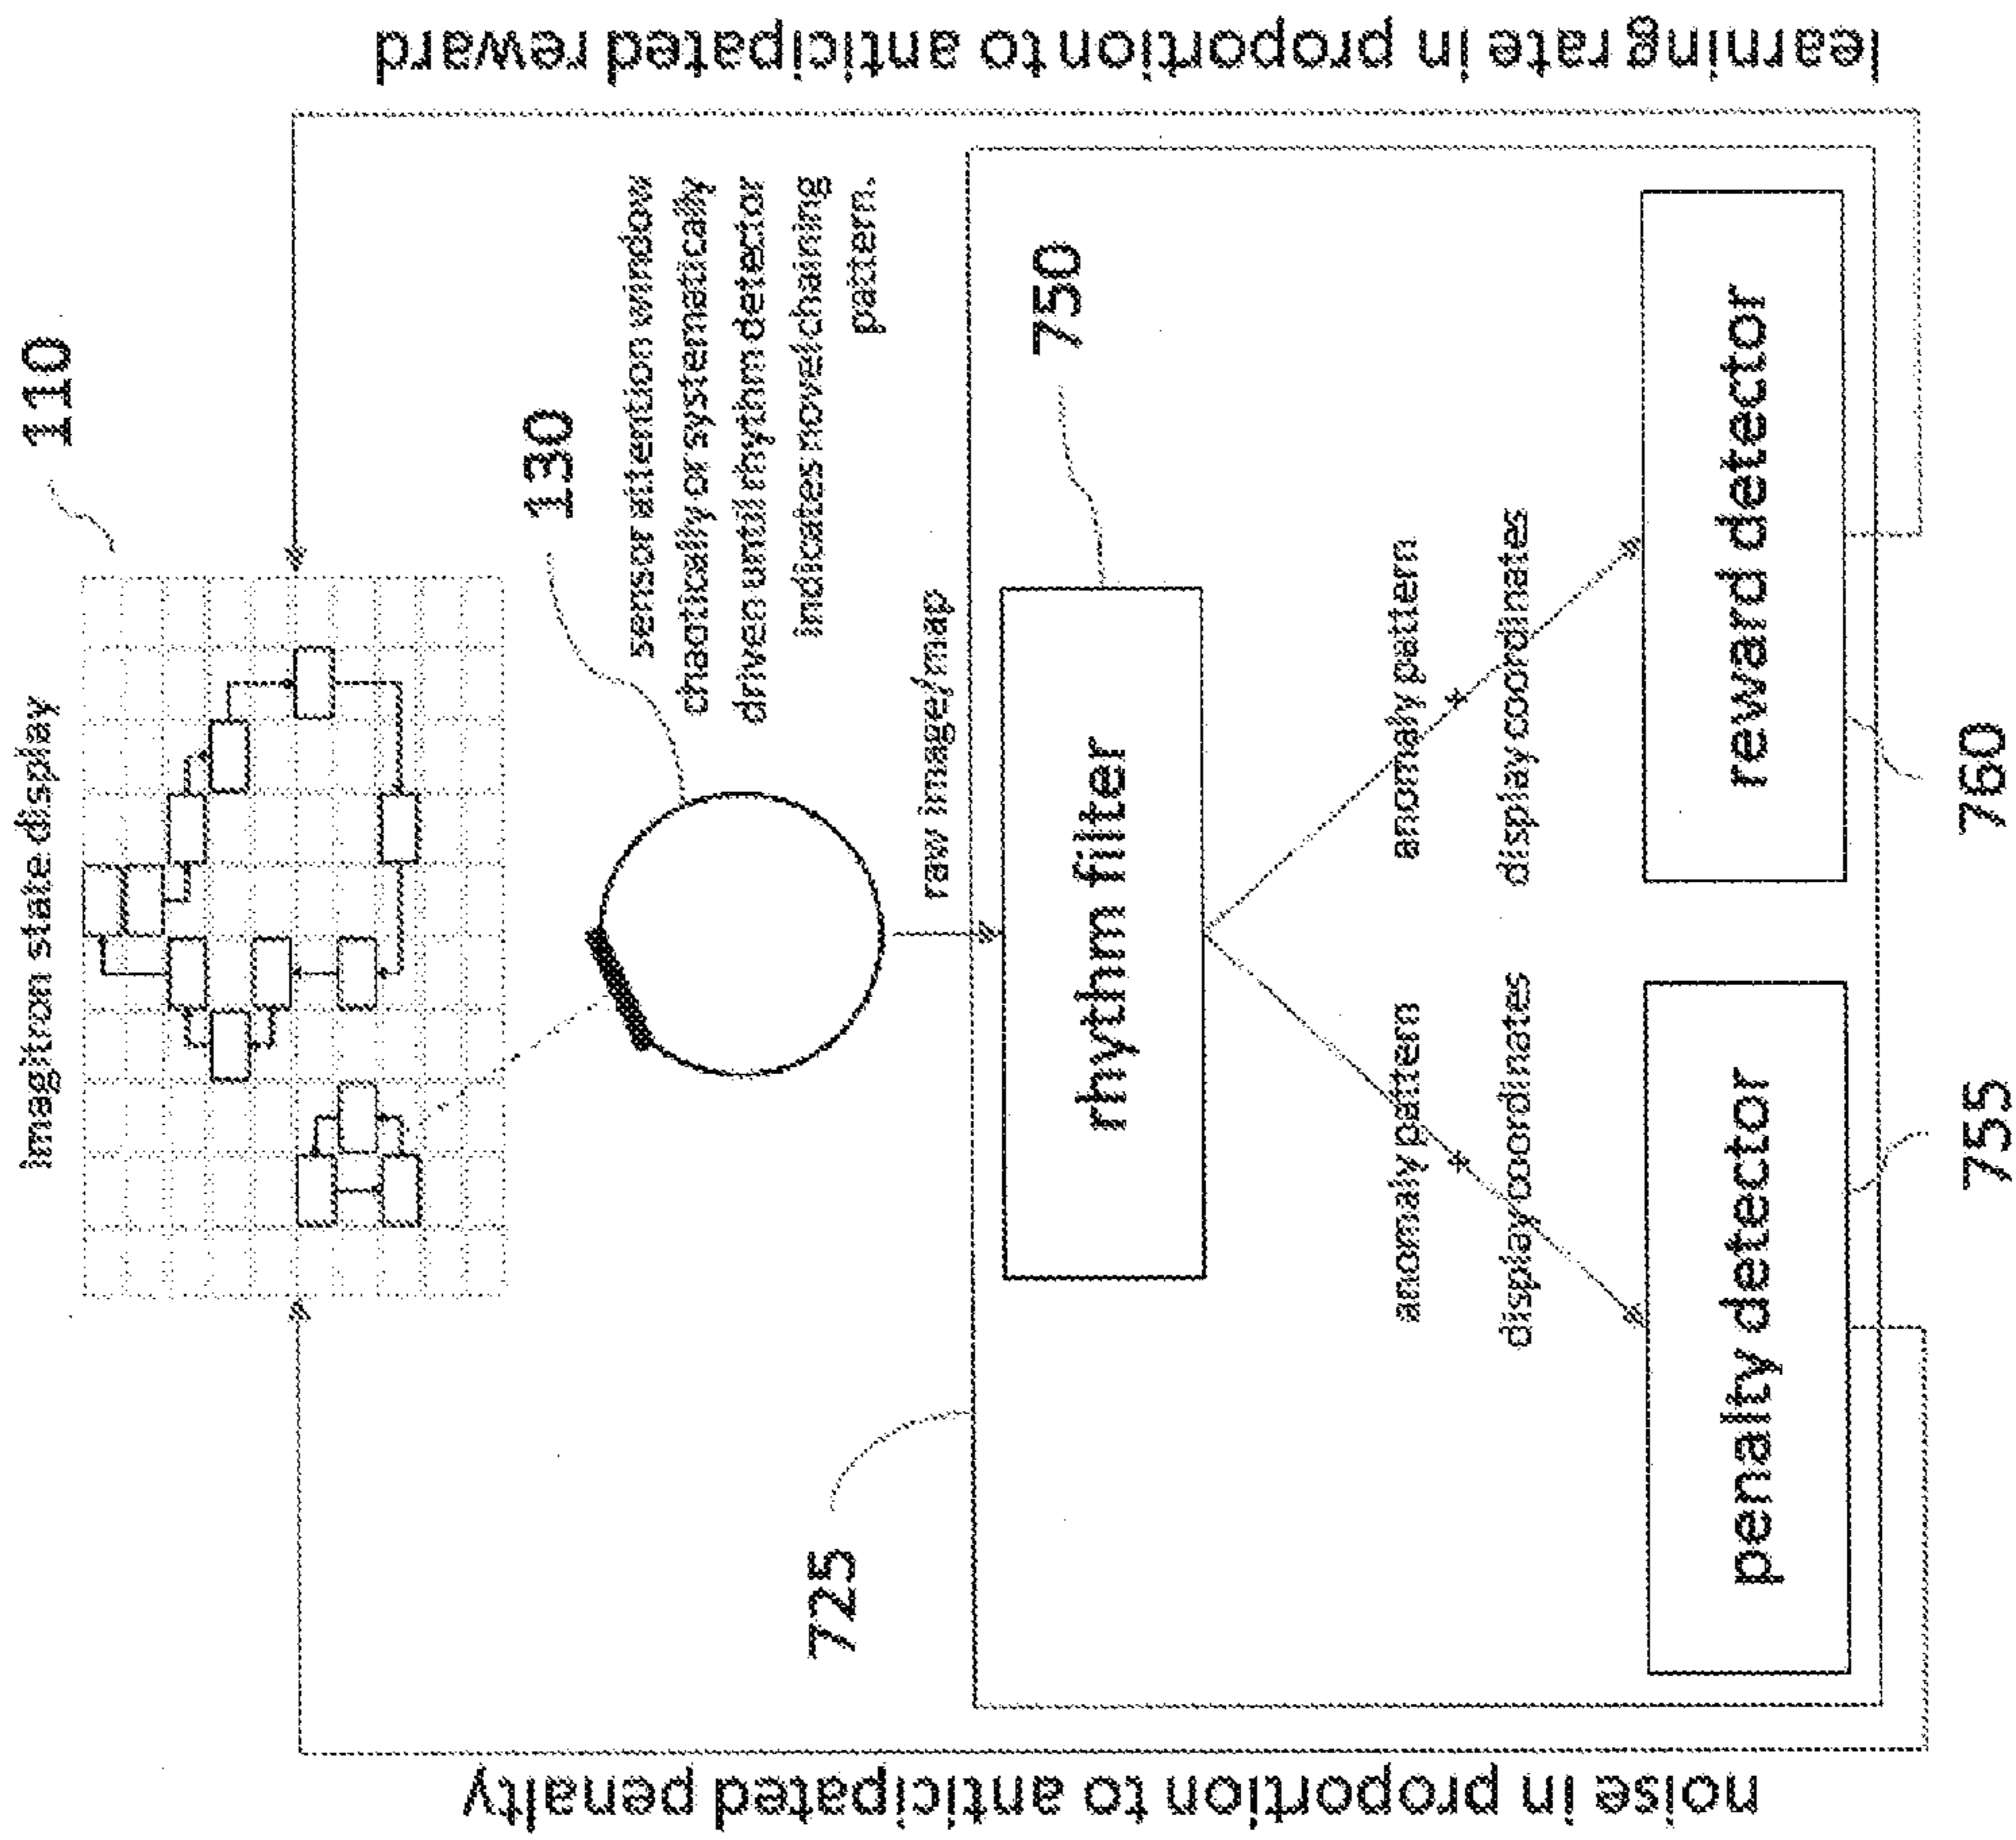 imagitron state display
110
130
sensor attention window
chaotically or systematically
driven until rhythm detector
indicates novel chaining
pattern.
raw image/map
725
rhythm filter
750
anomaly pattern
+
display coordinates
anomaly pattern
+
display coordinates
penalty detector
reward detector
755
760
noise in proportion to anticipated penalty
learning rate in proportion to anticipated reward